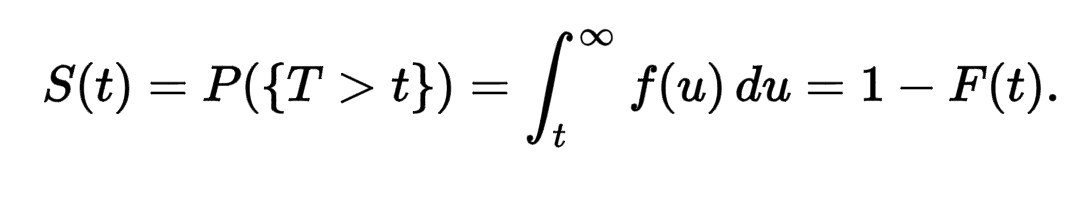 S(t) = P({T > t}) = ∫_t^∞ f(u) du = 1 − F(t).